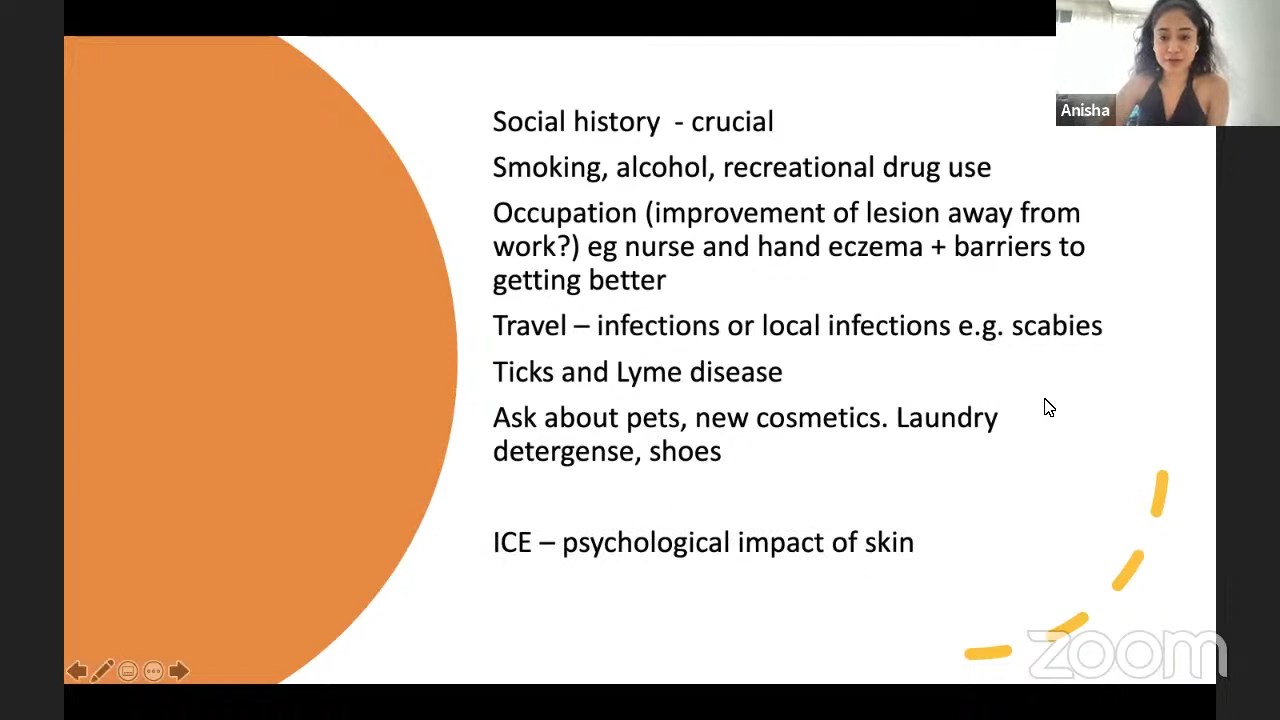 Anisha
Social history  - crucial
Smoking, alcohol, recreational drug use
Occupation (improvement of lesion away from
work?) eg nurse and hand eczema + barriers to
getting better
Travel – infections or local infections e.g. scabies
Ticks and Lyme disease
Ask about pets, new cosmetics. Laundry
detergense, shoes
ICE – psychological impact of skin
zoom